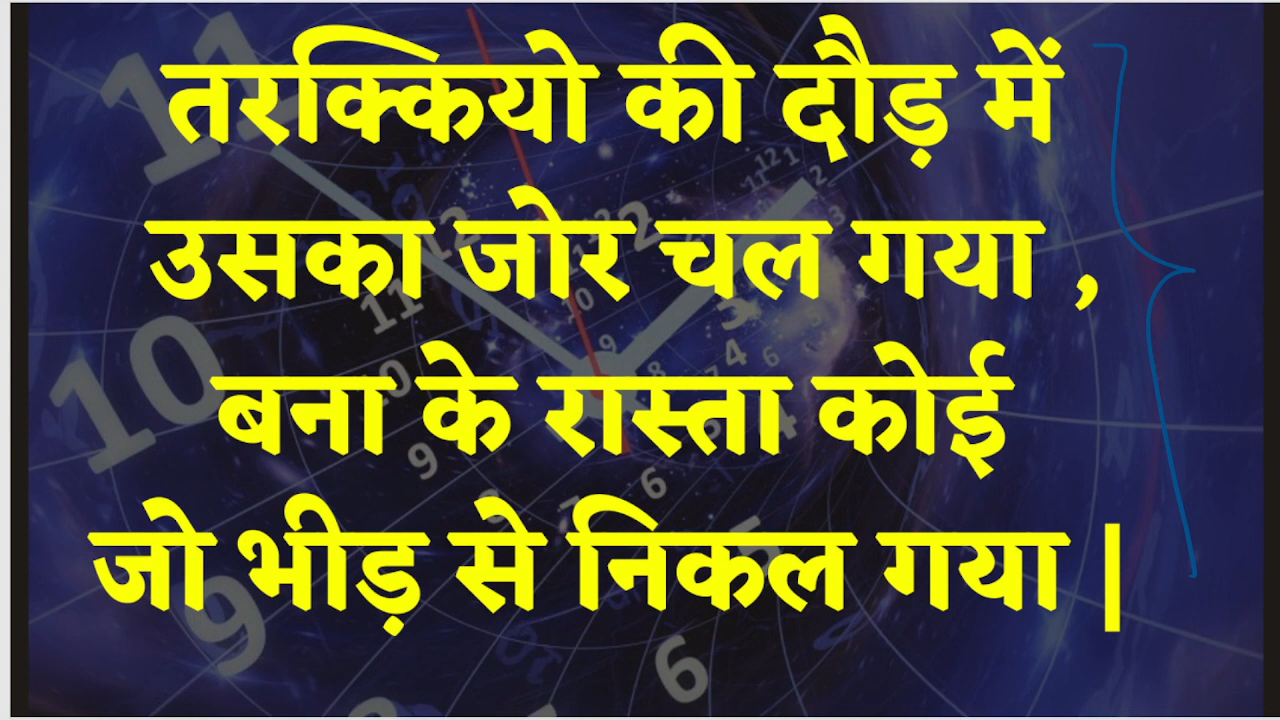 तरक्कियो की दौड़ में
उसका जोर चल गया ,
बना के रास्ता कोई
जो भीड़ से निकल गया |